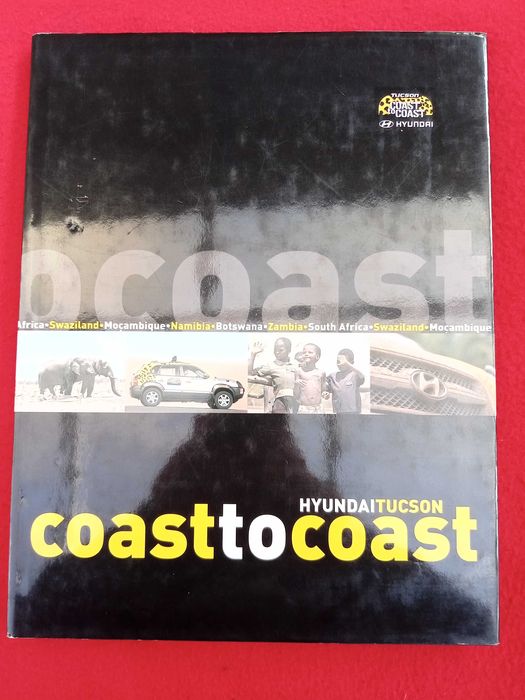 TUCSON
COAST
to COAST
HYUNDAI
ocoast
Africa•Swaziland•Moçambique•Namibia•Botswana•Zambia•South Africa•Swaziland•Moçambique
HYUNDAITUCSON
coasttocoast